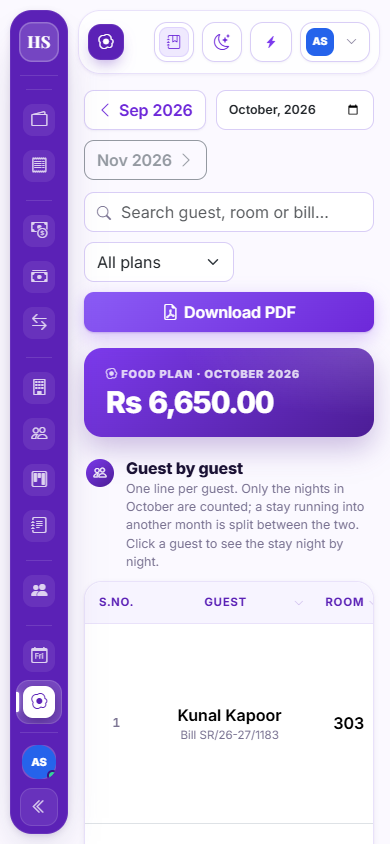 HS
AS
Sep 2026
October, 2026
Nov 2026
Search guest, room or bill...
All plans
Download PDF
FOOD PLAN · OCTOBER 2026
Rs 6,650.00
Guest by guest
One line per guest. Only the nights in
October are counted; a stay running into
another month is split between the two.
Click a guest to see the stay night by
night.
S.NO. GUEST ROOM
1 Kunal Kapoor 303
Bill SR/26-27/1183
Fri
AS